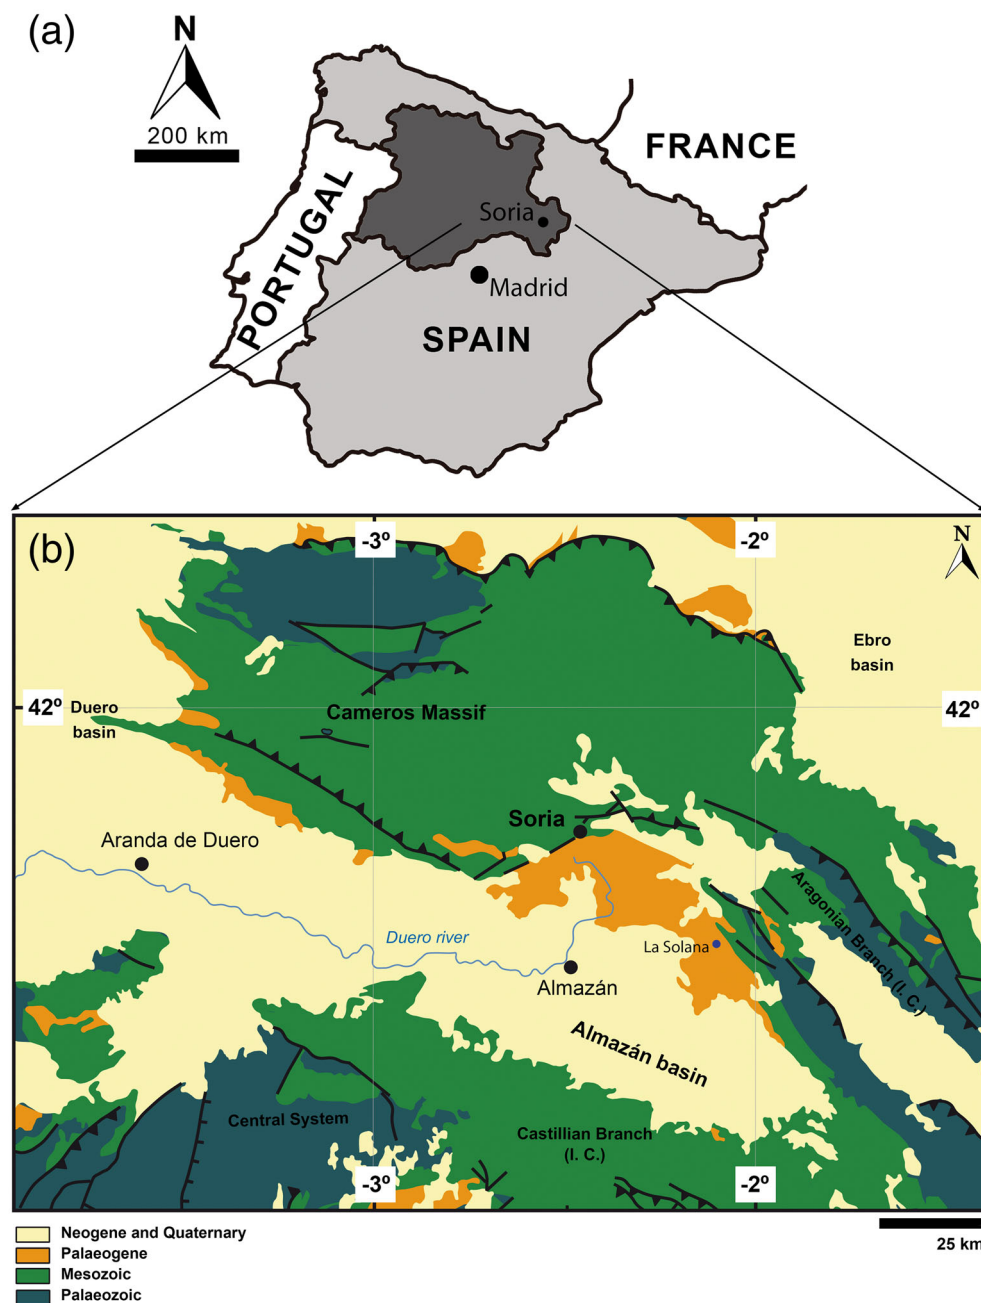 (a)
N
200 km
FRANCE
PORTUGAL
Soria
Madrid
SPAIN
(b)
-3º
-2º
N
Ebro
basin
42º
Duero
basin
Cameros Massif
42º
Soria
Aranda de Duero
Aragonian Branch (I. C.)
Duero river
La Solana
Almazán
Almazán basin
Central System
Castillian Branch
(I. C.)
-3º
-2º
Neogene and Quaternary
Palaeogene
Mesozoic
Palaeozoic
25 km